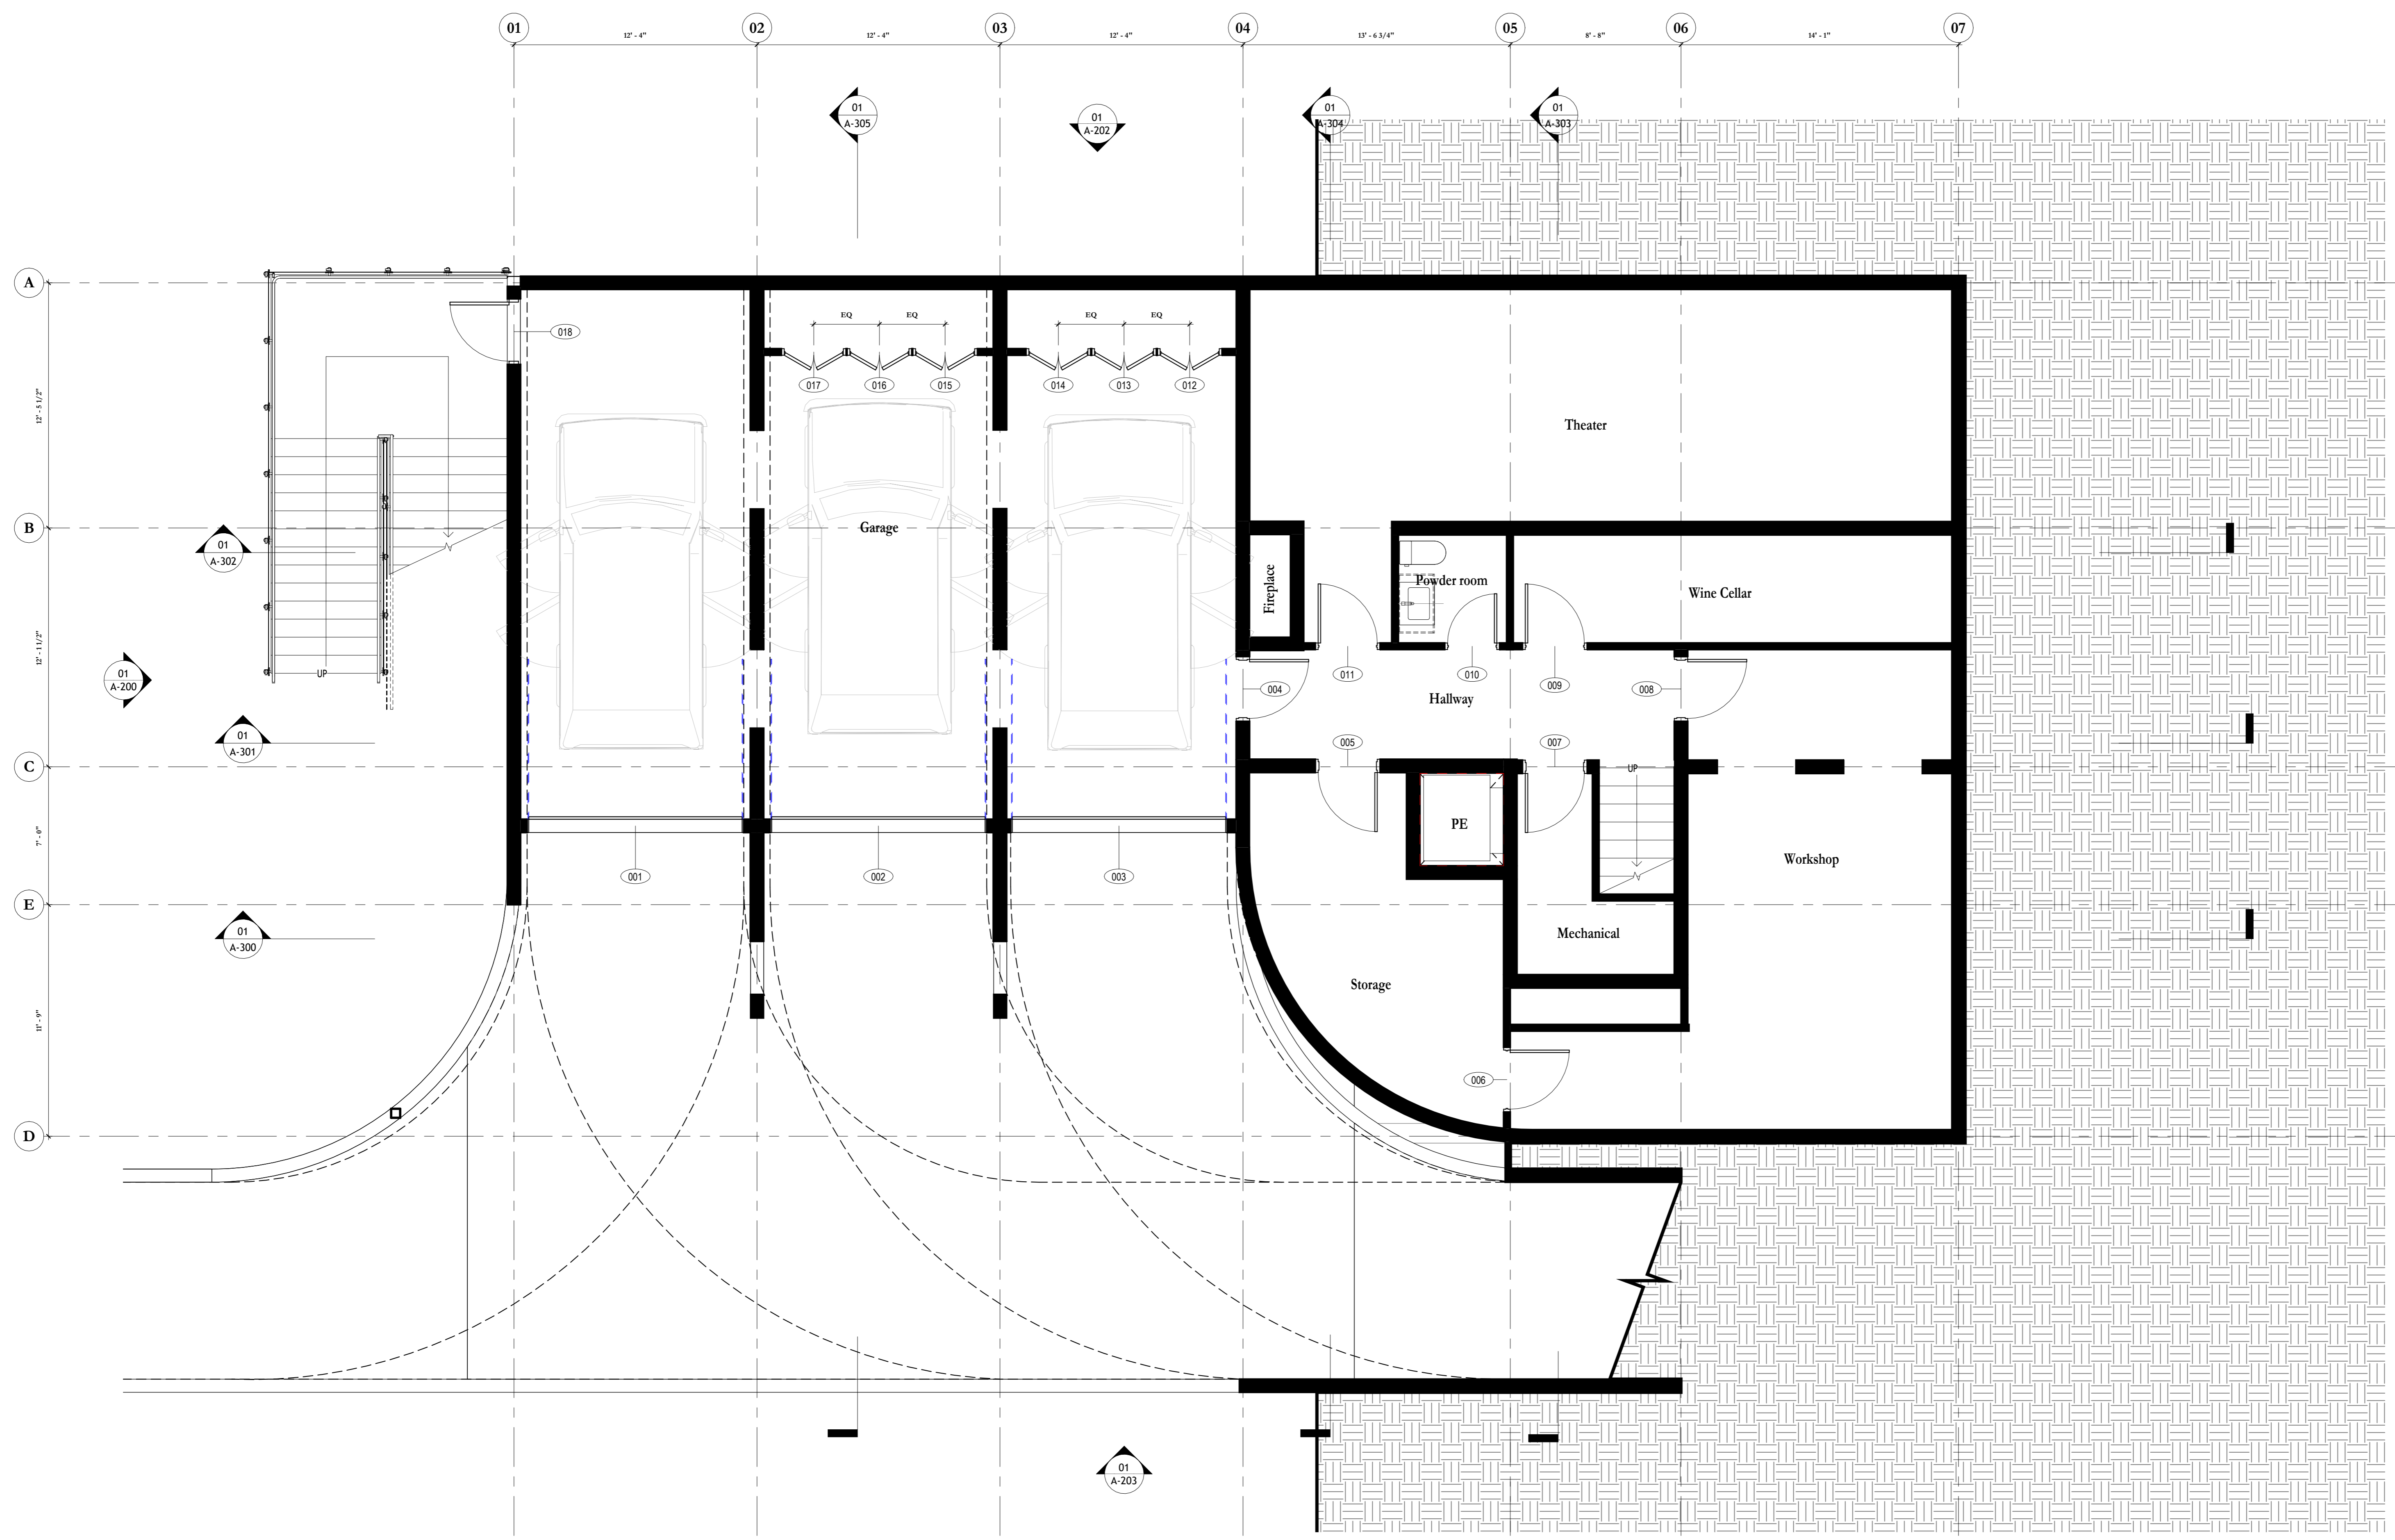 01 02 03 04 05 06 07
12' - 4" 12' - 4" 12' - 4" 13' - 6 3/4" 8' - 8" 14' - 1"
01 01 01 01
A-305 A-202 A-304 A-303
A
018
EQ EQ EQ EQ
017 016 015 014 013 012
12' - 5 1/2"
Theater
B
Garage
01
A-302
Fireplace
Powder room
Wine Cellar
12' - 1 1/2"
UP
01
A-200
011 010 009
004 008
Hallway
01
A-301
005 007
C
UP
PE
7' - 0"
Workshop
001 002 003
E
01
A-300
Mechanical
Storage
11' - 9"
006
D
01
A-203